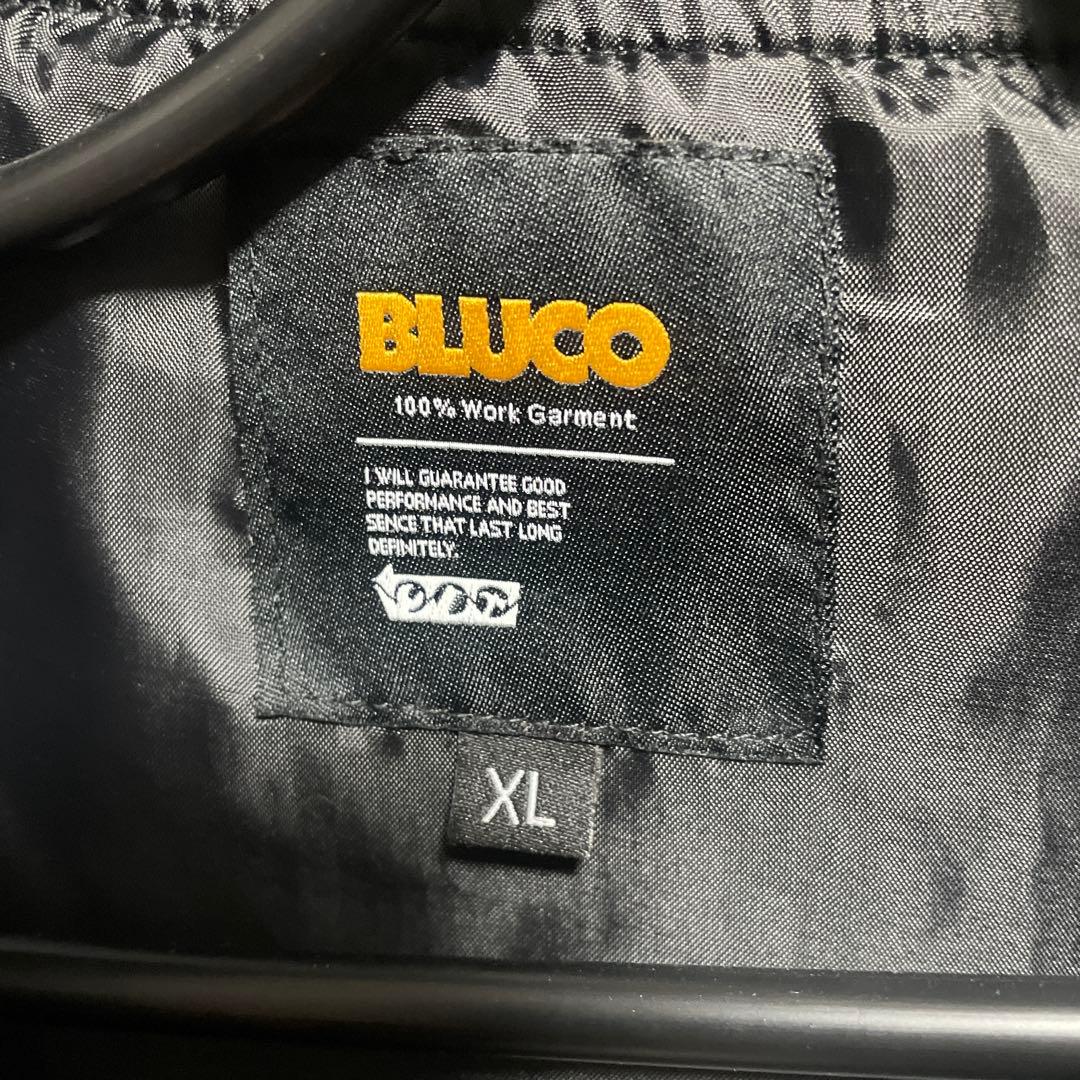 BLUCO
100% Work Garment
I WILL GUARANTEE GOOD
PERFORMANCE AND BEST
SENCE THAT LAST LONG
DEFINITELY.
XL